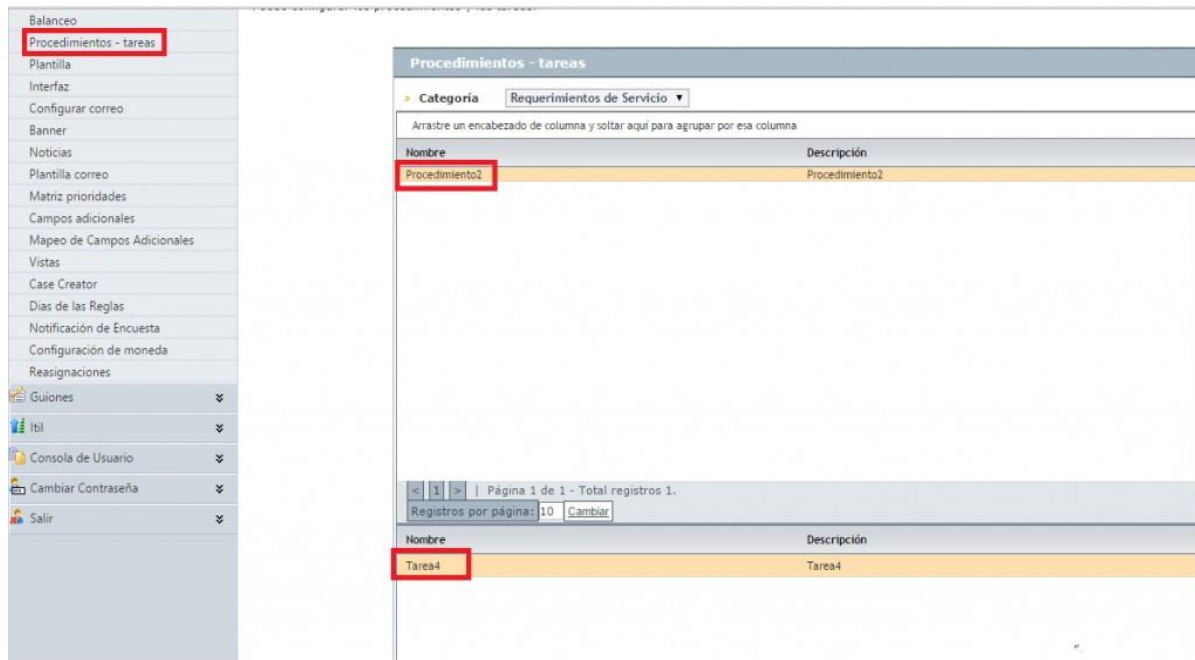 Balanceo
Procedimientos - tareas
Plantilla
Interfaz
Configurar correo
Banner
Noticias
Plantilla correo
Matriz prioridades
Campos adicionales
Mapeo de Campos Adicionales
Vistas
Case Creator
Dias de las Reglas
Notificación de Encuesta
Configuración de moneda
Reasignaciones
Guiones
Itil
Consola de Usuario
Cambiar Contraseña
Salir
Procedimientos - tareas
Categoría Requerimientos de Servicio
Arrastre un encabezado de columna y soltar aquí para agrupar por esa columna
Nombre Descripción
Procedimiento2 Procedimiento2
< 1 > | Página 1 de 1 - Total registros 1.
Registros por página: 10 Cambiar
Nombre Descripción
Tarea4 Tarea4